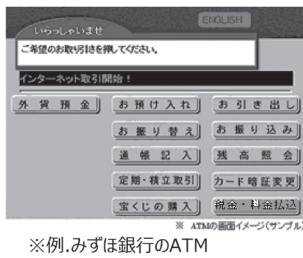 ENGLISH
いらっしゃいませ
ご希望のお取り引きを押してください。
インターネット取引開始！
外貨預金 お預け入れ お引き出し
お振り替え お振り込み
通帳記入 残高照会
定期・積立取引 カード暗証変更
宝くじの購入 税金・料金払込
※ ATMの画面イメージ(サンプル)
※例.みずほ銀行のATM